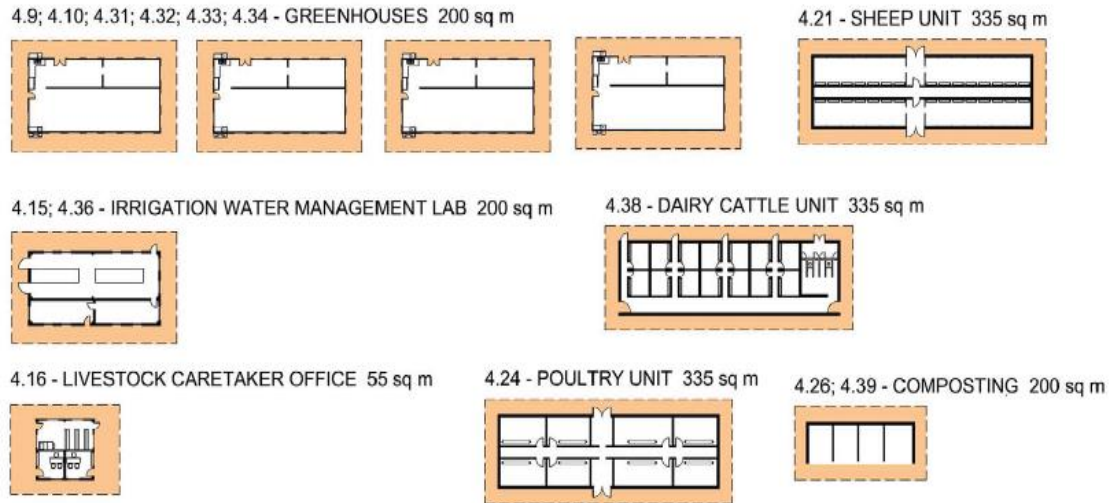 4.9; 4.10; 4.31; 4.32; 4.33; 4.34 - GREENHOUSES 200 sq m
4.21 - SHEEP UNIT 335 sq m
4.15; 4.36 - IRRIGATION WATER MANAGEMENT LAB 200 sq m
4.38 - DAIRY CATTLE UNIT 335 sq m
4.16 - LIVESTOCK CARETAKER OFFICE 55 sq m
4.24 - POULTRY UNIT 335 sq m
4.26; 4.39 - COMPOSTING 200 sq m